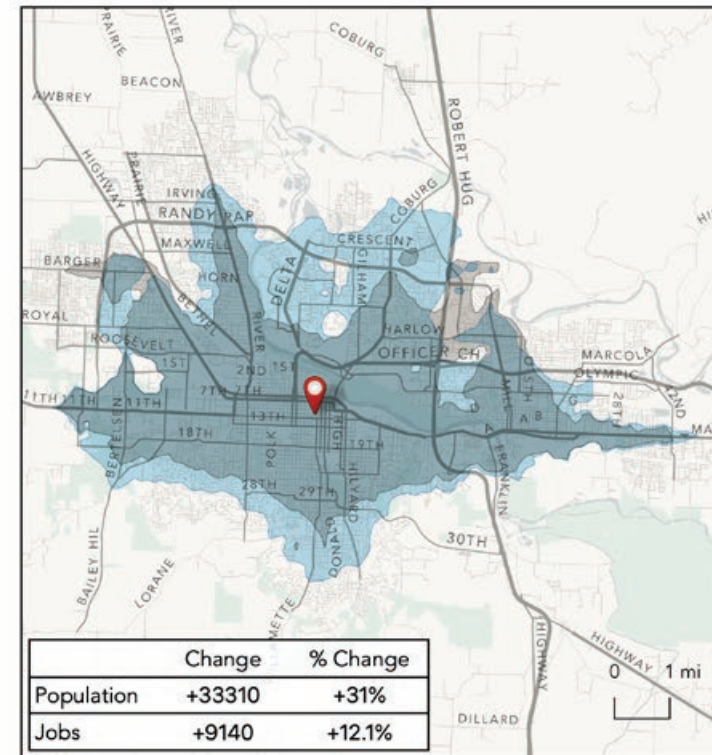 PRAIRIE
RIVER
COBURG
BEACON
AWBREY
HIGHWAY
PRAIRIE
ROBERT HUG
IRVING
RANDY PAP
COBURG
MAXWELL
CRESCENT
BARGER
HORN
DELTA
GILHAM
BETHEL
ROYAL
ROOSEVELT
RIVER
HARLOW
OFFICER CH
MARCOLA
1ST
2ND
1ST
OLYMPIC
28TH
42ND
11TH
11TH
11TH
7TH
7TH
13TH
HIGH
MILL
G
D
A
A
B
MA
BERTELSEN
18TH
POLK
19TH
HILYARD
FRANKLIN
28TH
29TH
DONALD
30TH
BAILEY HIL
LORANE
LLAMETTE
HIGHWAY
HIGHWAY
DILLARD
Change % Change
Population +33310 +31%
Jobs +9140 +12.1%
0 1 mi